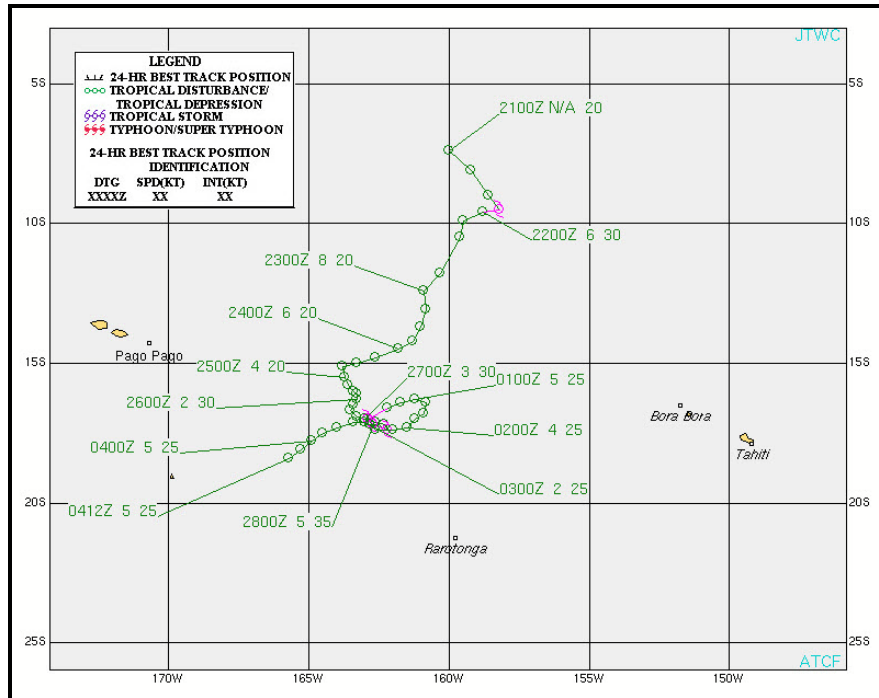 JTWC
LEGEND
24-HR BEST TRACK POSITION
TROPICAL DISTURBANCE/
TROPICAL DEPRESSION
TROPICAL STORM
TYPHOON/SUPER TYPHOON
24-HR BEST TRACK POSITION
IDENTIFICATION
DTG SPD(KT) INT(KT)
XXXXZ XX XX
5S 5S
2100Z N/A 20
10S 10S
2200Z 6 30
2300Z 8 20
2400Z 6 20
Pago Pago
15S 15S
2500Z 4 20
2700Z 3 30
0100Z 5 25
2600Z 2 30
Bora Bora
0200Z 4 25
0400Z 5 25
Tahiti
0300Z 2 25
20S 20S
0412Z 5 25
2800Z 5 35
Rarotonga
25S 25S
ATCF
170W 165W 160W 155W 150W